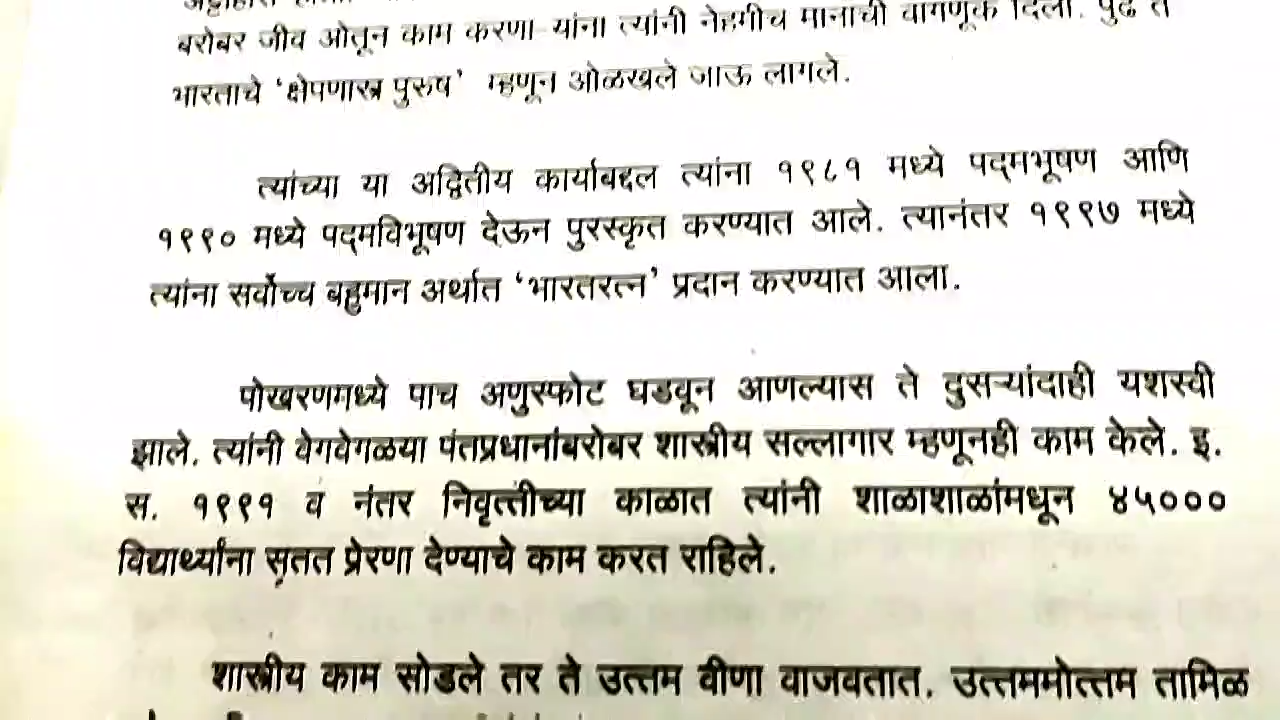 बरोबर जीव ओतून काम करणा-यांना त्यांनी नेहगीच मानाची वागणूक दिली. पुढे ते
भारताचे ‘क्षेपणास्त्र पुरुष’ म्हणून ओळखले जाऊ लागले.
त्यांच्या या अद्वितीय कार्याबद्दल त्यांना १९८१ मध्ये पद्मभूषण आणि
१९९० मध्ये पद्मविभूषण देऊन पुरस्कृत करण्यात आले. त्यानंतर १९९७ मध्ये
त्यांना सर्वोच्च बहुमान अर्थात ‘भारतरत्न’ प्रदान करण्यात आला.
पोखरणमध्ये पाच अणुस्फोट घडवून आणल्यास ते दुसऱ्यांदाही यशस्वी
झाले. त्यांनी वेगवेगळया पंतप्रधानांबरोबर शास्त्रीय सल्लागार म्हणूनही काम केले. इ.
स. १९९१ व नंतर निवृत्तीच्या काळात त्यांनी शाळाशाळांमधून ४५०००
विद्यार्थ्यांना सतत प्रेरणा देण्याचे काम करत राहिले.
शास्त्रीय काम सोडले तर ते उत्तम वीणा वाजवतात. उत्तममोत्तम तामिळ